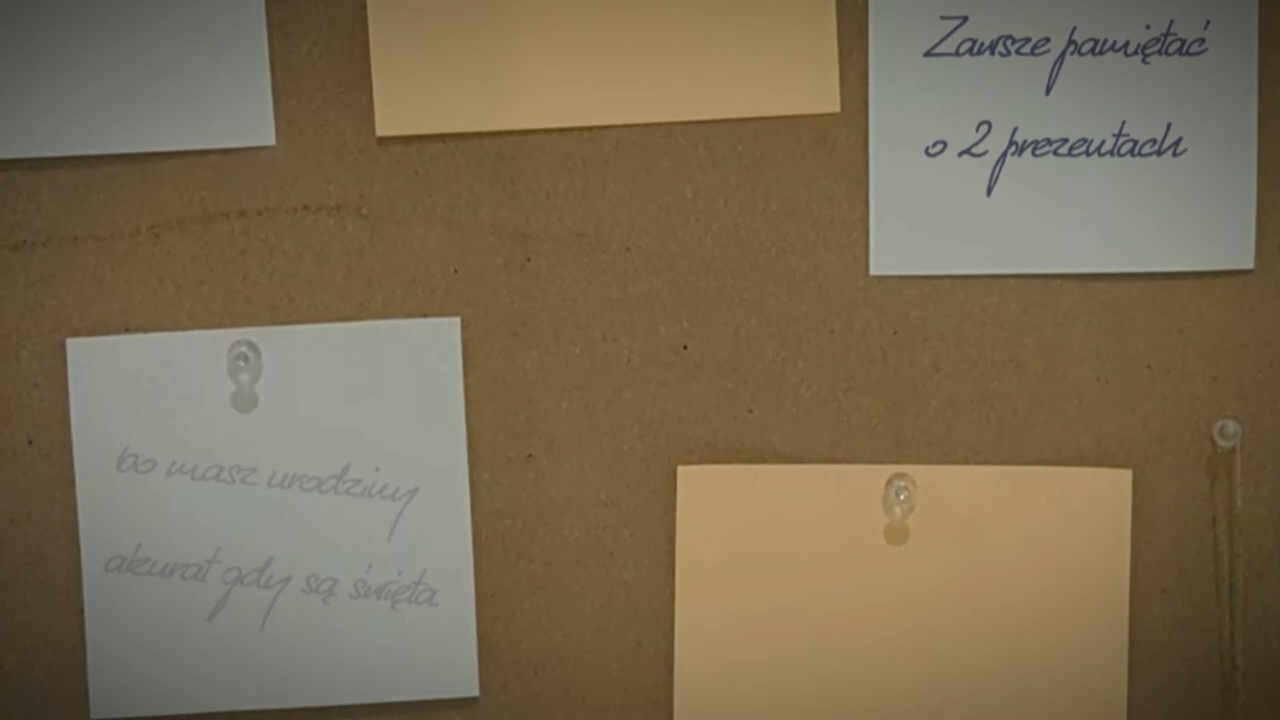 Zawsze pamiętać
o 2 prezentach
bo masz urodziny
akurat gdy są święta